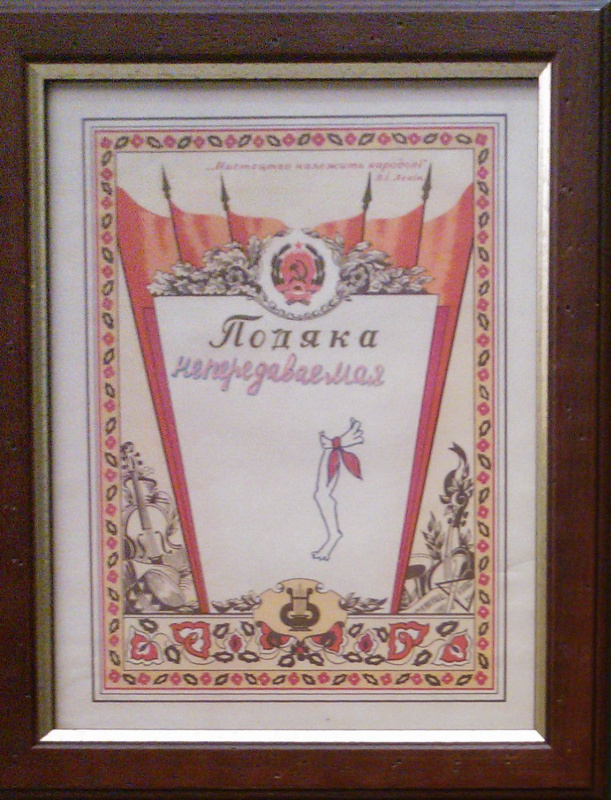 „Мистецтво належить народові"
В.І. Ленін
Подяка
непередаваемая